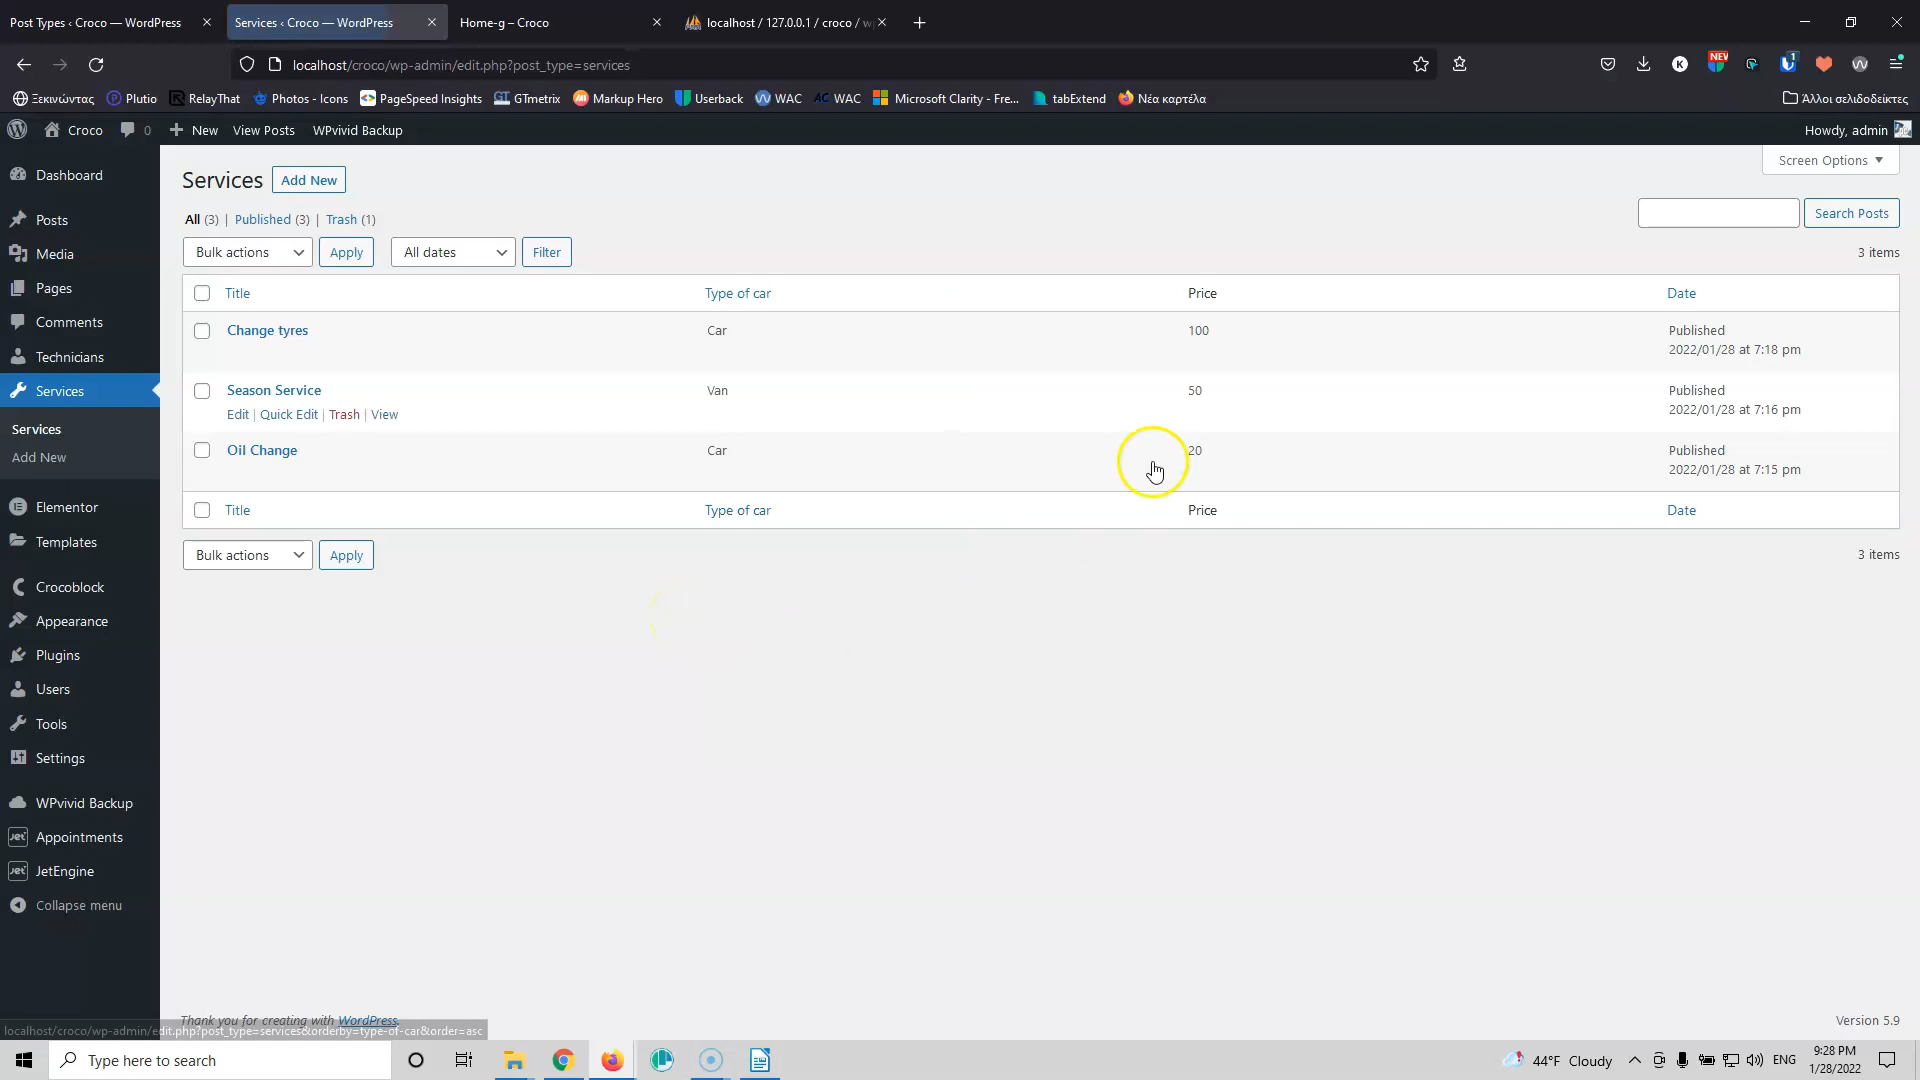 Post Types ‹ Croco — WordPress
Services ‹ Croco — WordPress
Home-g – Croco
localhost / 127.0.0.1 / croco / w
localhost/croco/wp-admin/edit.php?post_type=services
NEW
K
1
Ξεκινώντας
Plutio
RelayThat
Photos - Icons
PageSpeed Insights
GTmetrix
Markup Hero
Userback
WAC
AC WAC
Microsoft Clarity - Fre...
tabExtend
Νέα καρτέλα
Άλλοι σελιδοδείκτες
Croco
0
New
View Posts
WPvivid Backup
Howdy, admin
Dashboard
Posts
Media
Pages
Comments
Technicians
Services
Services
Add New
Elementor
Templates
Crocoblock
Appearance
Plugins
Users
Tools
Settings
WPvivid Backup
Jet Appointments
Jet JetEngine
Collapse menu
Screen Options
Services Add New
All (3) | Published (3) | Trash (1)
Search Posts
Bulk actions Apply All dates Filter
3 items
Title Type of car Price Date
Change tyres Car 100 Published
2022/01/28 at 7:18 pm
Season Service Van 50 Published
2022/01/28 at 7:16 pm
Edit | Quick Edit | Trash | View
Oil Change Car 20 Published
2022/01/28 at 7:15 pm
Title Type of car Price Date
Bulk actions Apply
3 items
Thank you for creating with WordPress.
Version 5.9
localhost/croco/wp-admin/edit.php?post_type=services&orderby=type-of-car&order=asc
Type here to search
44°F Cloudy
ENG
9:28 PM
1/28/2022